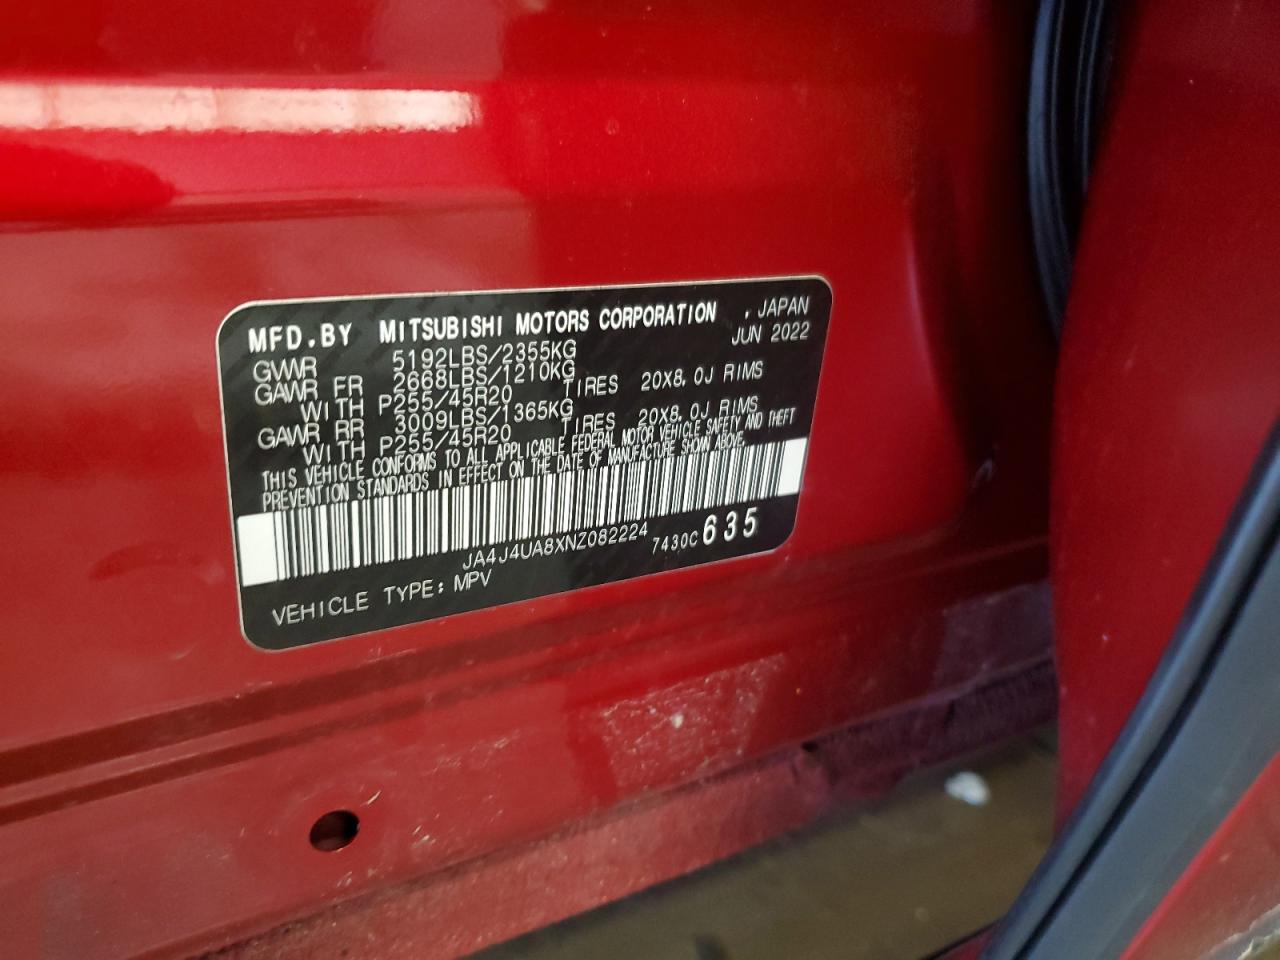 MFD.BY MITSUBISHI MOTORS CORPORATION , JAPAN
JUN 2022
GVWR 5192LBS/2355KG
GAWR FR 2668LBS/1210KG
WITH P255/45R20 TIRES 20X8.0J RIMS
GAWR RR 3009LBS/1365KG
WITH P255/45R20 TIRES 20X8.0J RIMS
THIS VEHICLE CONFORMS TO ALL APPLICABLE FEDERAL MOTOR VEHICLE SAFETY AND THEFT
PREVENTION STANDARDS IN EFFECT ON THE DATE OF MANUFACTURE SHOWN ABOVE.
JA4J4UA8XNZ082224 7430C635
VEHICLE TYPE: MPV